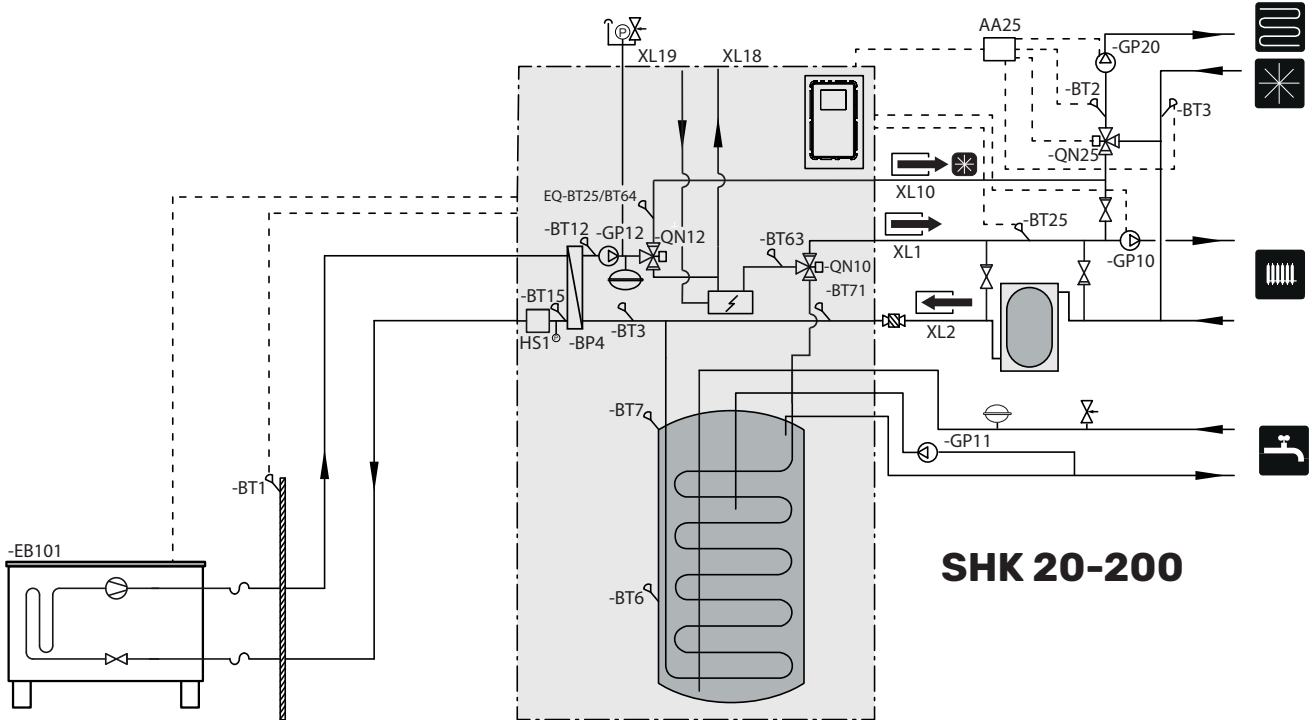 AA25
-GP20
XL19
XL18
P
-BT2
-BT3
-QN25
XL10
EQ-BT25/BT64
-BT25
-BT12
-GP12
-QN12
-BT63
XL1
-GP10
-QN10
-BT15
-BT71
-BT3
XL2
HS1
P
-BP4
-BT7
-GP11
-BT1
-EB101
SHK 20-200
-BT6